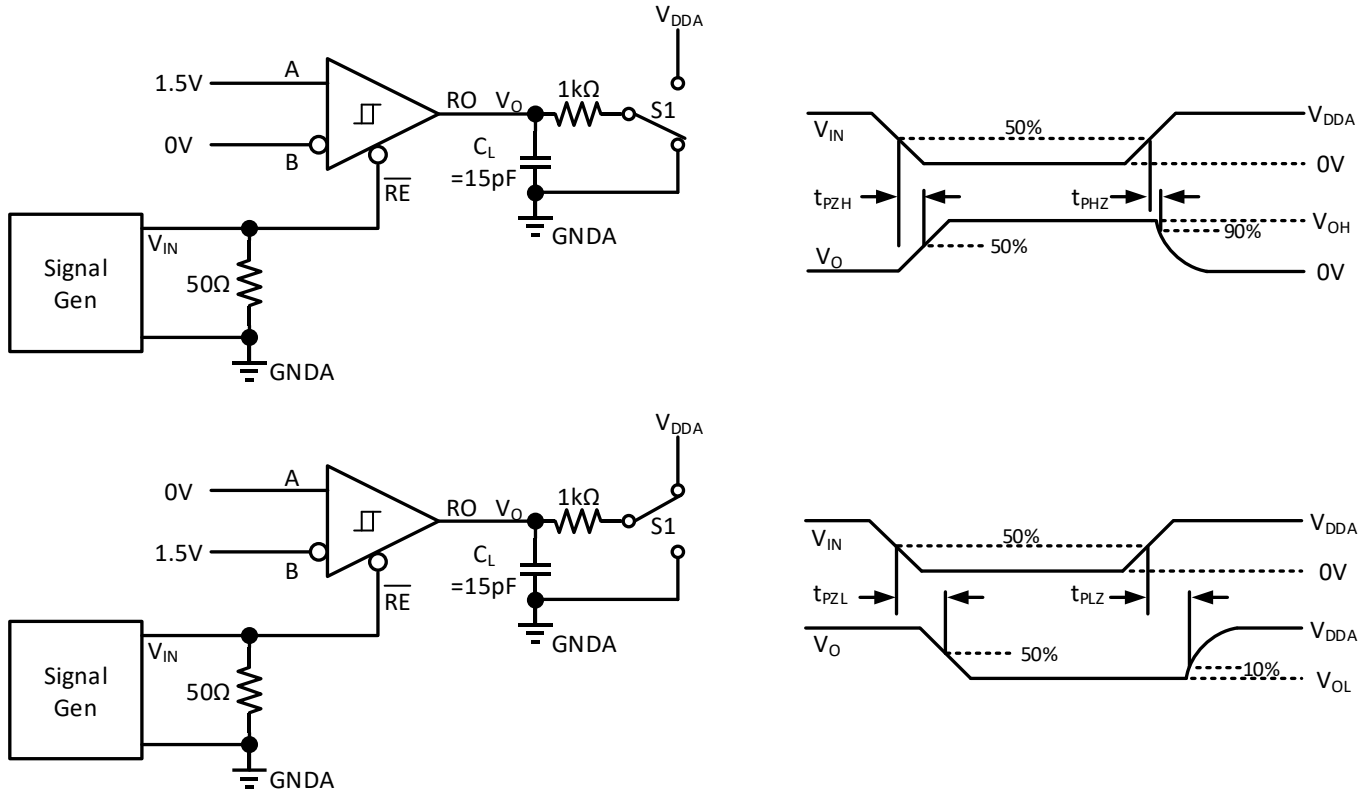 V_DDA
1.5V
A
0V
B
RE
RO
V_O
1kΩ
S1
C_L
=15pF
GNDA
Signal
Gen
V_IN
50Ω
GNDA
V_IN
50%
V_DDA
0V
t_PZH
t_PHZ
V_OH
90%
V_O
50%
0V
V_DDA
0V
A
1.5V
B
RE
RO
V_O
1kΩ
S1
C_L
=15pF
GNDA
Signal
Gen
V_IN
50Ω
GNDA
V_IN
50%
V_DDA
0V
t_PZL
t_PLZ
V_O
50%
V_DDA
10%
V_OL